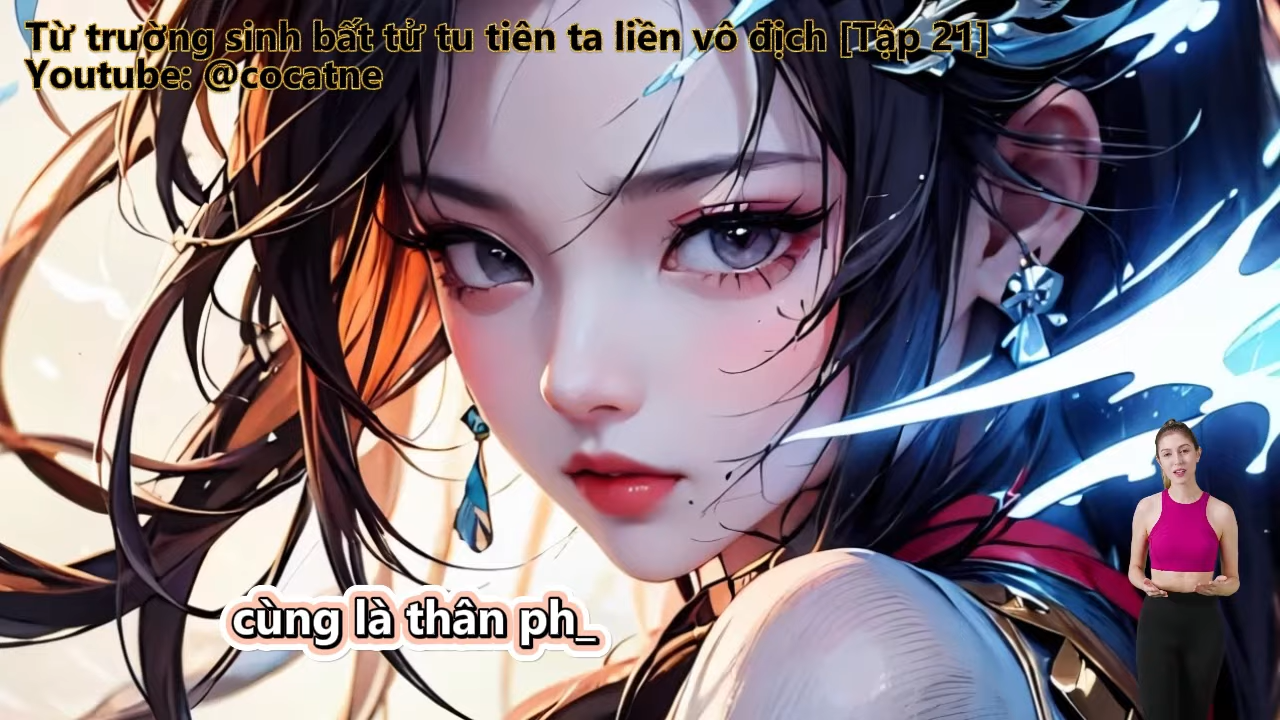 Từ trường sinh bất tử tu tiên ta liền vô địch [Tập 21]
Youtube: @cocatne
cùng là thân ph_